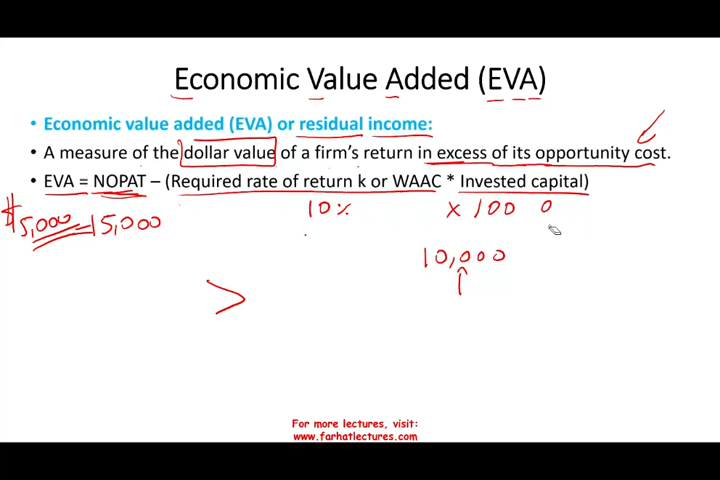 Economic Value Added (EVA)
• Economic value added (EVA) or residual income:
• A measure of the dollar value of a firm's return in excess of its opportunity cost.
• EVA = NOPAT – (Required rate of return k or WAAC * Invested capital)
$5,000 = 15,000 10% x 100 0
10,000
>
For more lectures, visit:
www.farhatlectures.com